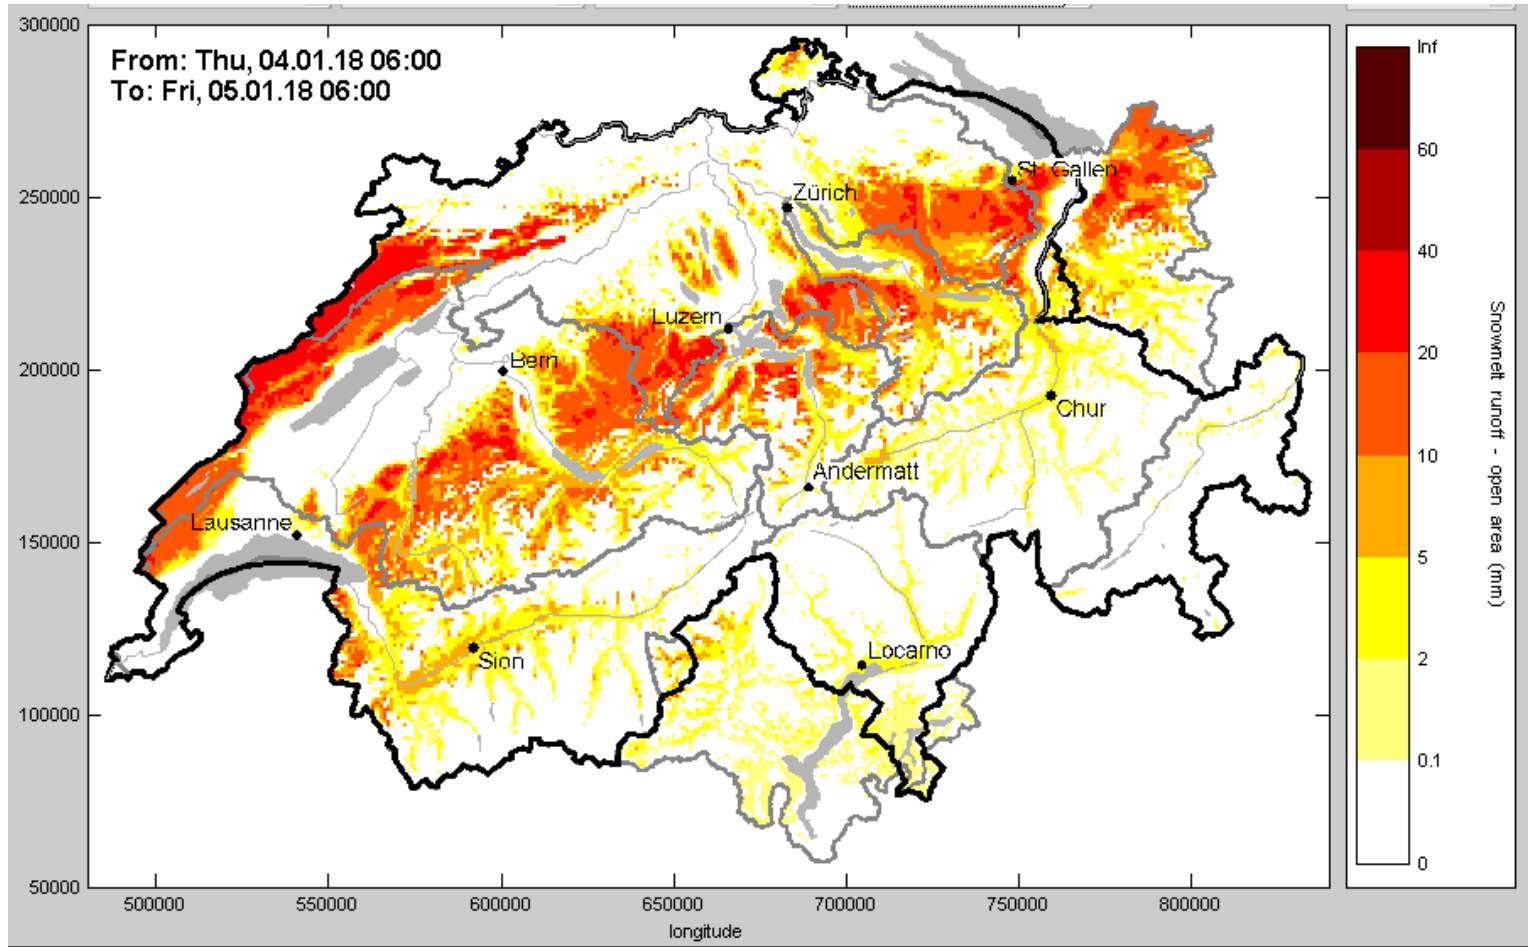 From: Thu, 04.01.18 06:00
To: Fri, 05.01.18 06:00
300000
250000
200000
150000
100000
50000
500000
550000
600000
650000
700000
750000
800000
longitude
St. Gallen
Zürich
Luzern
Bern
Chur
Andermatt
Lausanne
Sion
Locarno
Inf
60
40
20
10
5
2
0.1
0
Snowmelt runoff - open area (mm)